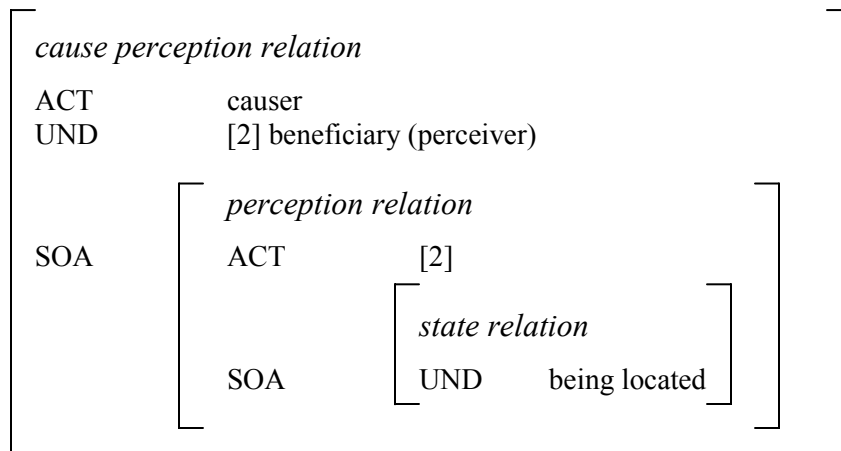 cause perception relation
ACT causer
UND [2] beneficiary (perceiver)
perception relation
SOA ACT [2]
state relation
SOA UND being located